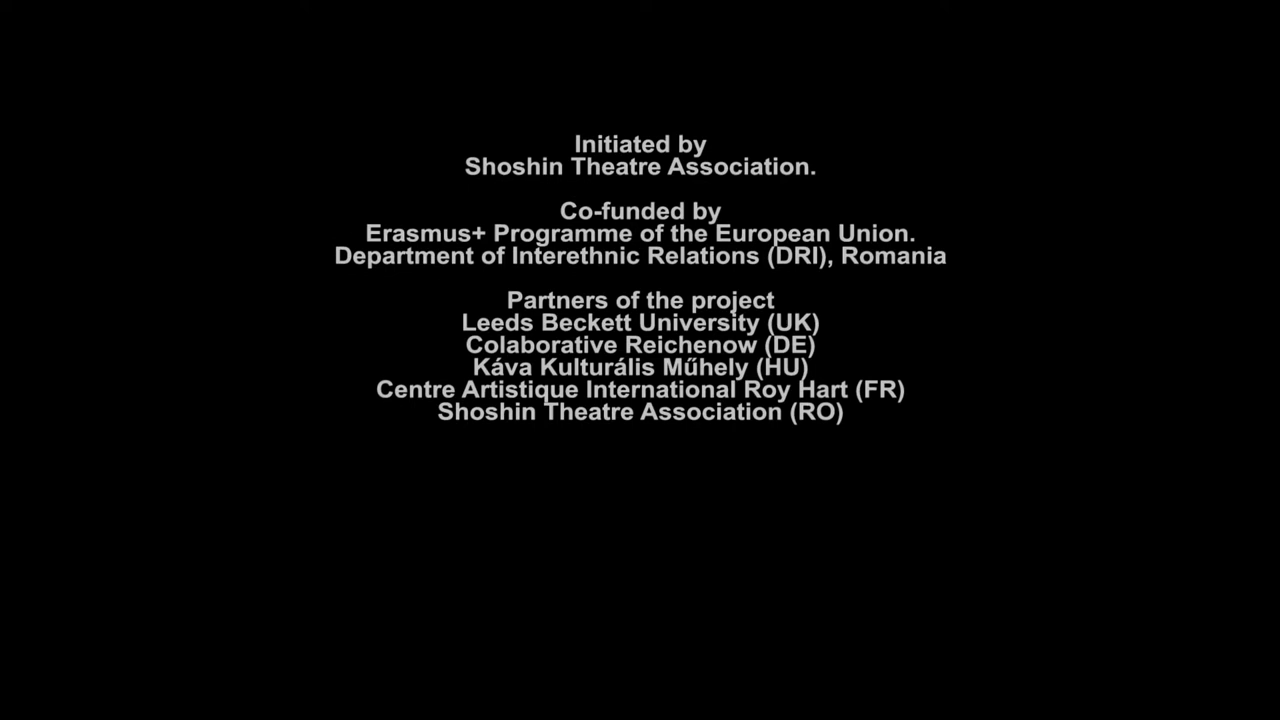 Initiated by
Shoshin Theatre Association.
Co-funded by
Erasmus+ Programme of the European Union.
Department of Interethnic Relations (DRI), Romania
Partners of the project
Leeds Beckett University (UK)
Colaborative Reichenow (DE)
Káva Kulturális Műhely (HU)
Centre Artistique International Roy Hart (FR)
Shoshin Theatre Association (RO)